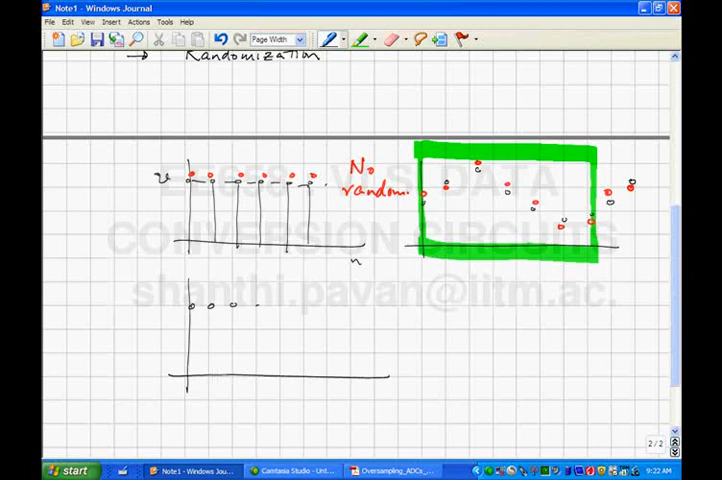 Note1 - Windows Journal
File Edit View Insert Actions Tools Help
Page Width
→ Randomization
v
No
random.
n
EE658 VLSI DATA
CONVERSION CIRCUITS
shanthi.pavan@iitm.ac.
2 / 2
start
Note1 - Windows Jou...
Camtasia Studio - Unt...
Oversampling_ADCs_...
9:22 AM